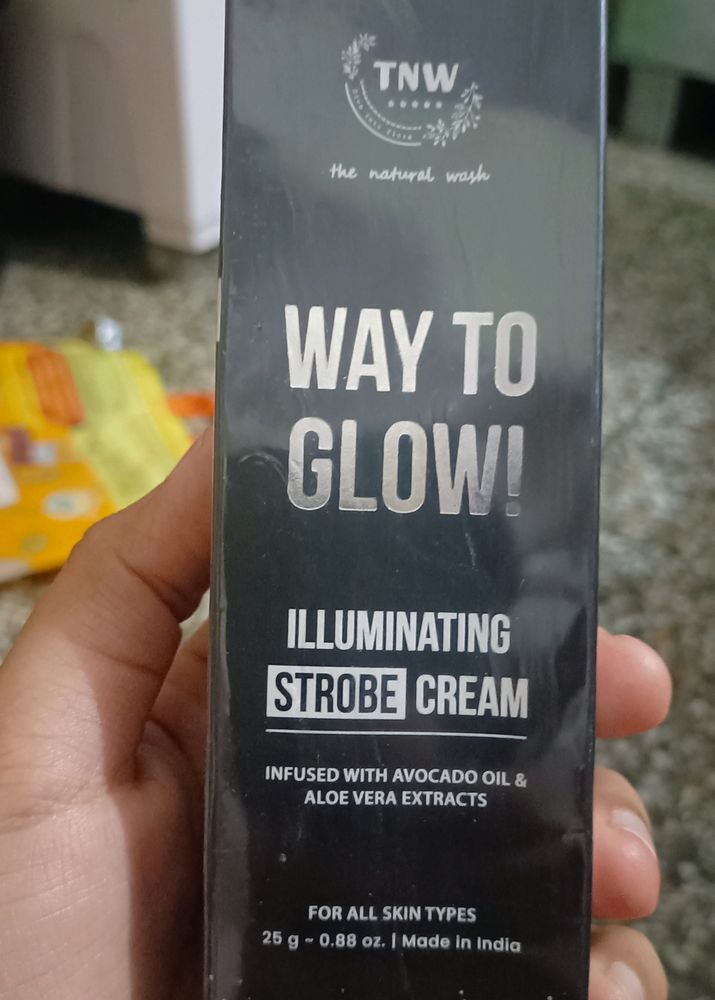 TNW
the natural wash
WAY TO
GLOW!
ILLUMINATING
STROBE CREAM
INFUSED WITH AVOCADO OIL &
ALOE VERA EXTRACTS
FOR ALL SKIN TYPES
25 g ~ 0.88 oz. | Made in India